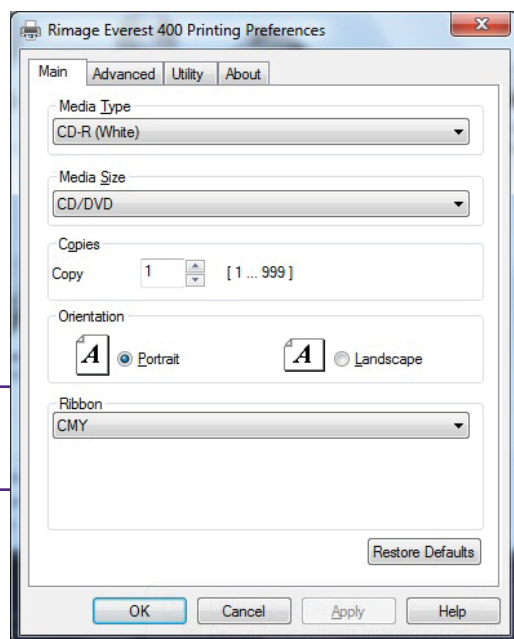 Rimage Everest 400 Printing Preferences
Main Advanced Utility About
Media Type
CD-R (White)
Media Size
CD/DVD
Copies
Copy 1 [ 1 ... 999 ]
Orientation
A Portrait A Landscape
Ribbon
CMY
Restore Defaults
OK Cancel Apply Help